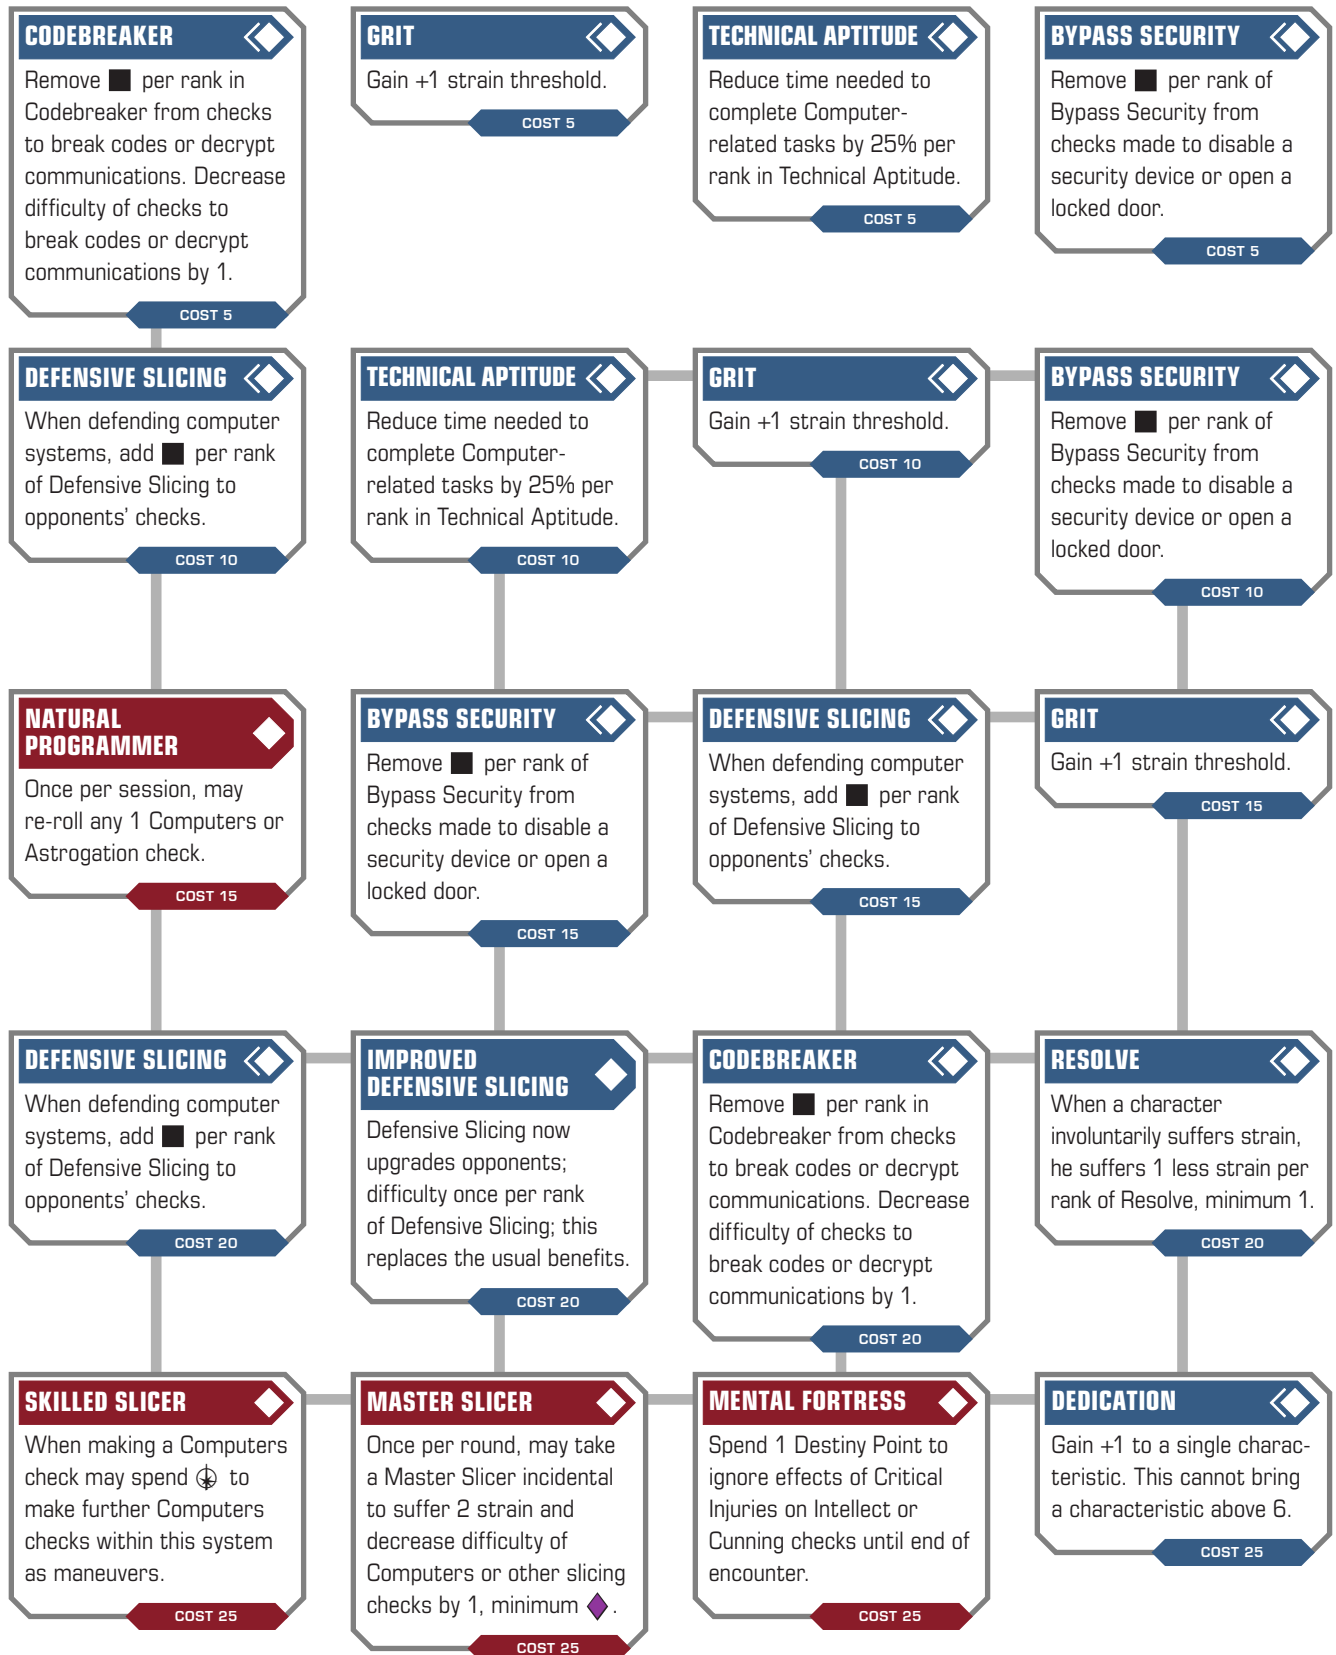 CODEBREAKER
Remove per rank in
Codebreaker from checks
to break codes or decrypt
communications. Decrease
difficulty of checks to
break codes or decrypt
communications by 1.
COST 5
GRIT
Gain +1 strain threshold.
COST 5
TECHNICAL APTITUDE
Reduce time needed to
complete Computer-
related tasks by 25% per
rank in Technical Aptitude.
COST 5
BYPASS SECURITY
Remove per rank of
Bypass Security from
checks made to disable a
security device or open a
locked door.
COST 5
DEFENSIVE SLICING
When defending computer
systems, add per rank
of Defensive Slicing to
opponents' checks.
COST 10
TECHNICAL APTITUDE
Reduce time needed to
complete Computer-
related tasks by 25% per
rank in Technical Aptitude.
COST 10
GRIT
Gain +1 strain threshold.
COST 10
BYPASS SECURITY
Remove per rank of
Bypass Security from
checks made to disable a
security device or open a
locked door.
COST 10
NATURAL
PROGRAMMER
Once per session, may
re-roll any 1 Computers or
Astrogation check.
COST 15
BYPASS SECURITY
Remove per rank of
Bypass Security from
checks made to disable a
security device or open a
locked door.
COST 15
DEFENSIVE SLICING
When defending computer
systems, add per rank
of Defensive Slicing to
opponents' checks.
COST 15
GRIT
Gain +1 strain threshold.
COST 15
DEFENSIVE SLICING
When defending computer
systems, add per rank
of Defensive Slicing to
opponents' checks.
COST 20
IMPROVED
DEFENSIVE SLICING
Defensive Slicing now
upgrades opponents;
difficulty once per rank
of Defensive Slicing; this
replaces the usual benefits.
COST 20
CODEBREAKER
Remove per rank in
Codebreaker from checks
to break codes or decrypt
communications. Decrease
difficulty of checks to
break codes or decrypt
communications by 1.
COST 20
RESOLVE
When a character
involuntarily suffers strain,
he suffers 1 less strain per
rank of Resolve, minimum 1.
COST 20
SKILLED SLICER
When making a Computers
check may spend to
make further Computers
checks within this system
as maneuvers.
COST 25
MASTER SLICER
Once per round, may take
a Master Slicer incidental
to suffer 2 strain and
decrease difficulty of
Computers or other slicing
checks by 1, minimum .
COST 25
MENTAL FORTRESS
Spend 1 Destiny Point to
ignore effects of Critical
Injuries on Intellect or
Cunning checks until end of
encounter.
COST 25
DEDICATION
Gain +1 to a single charac-
teristic. This cannot bring
a characteristic above 6.
COST 25